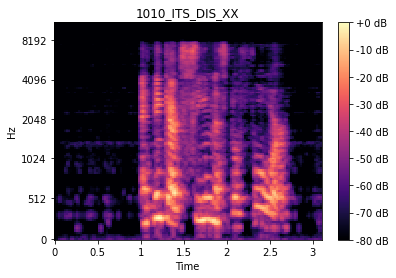 1010_ITS_DIS_XX
8192
4096
2048
1024
512
0
Hz
0 0.5 1 1.5 2 2.5 3
Time
+0 dB
-10 dB
-20 dB
-30 dB
-40 dB
-50 dB
-60 dB
-70 dB
-80 dB